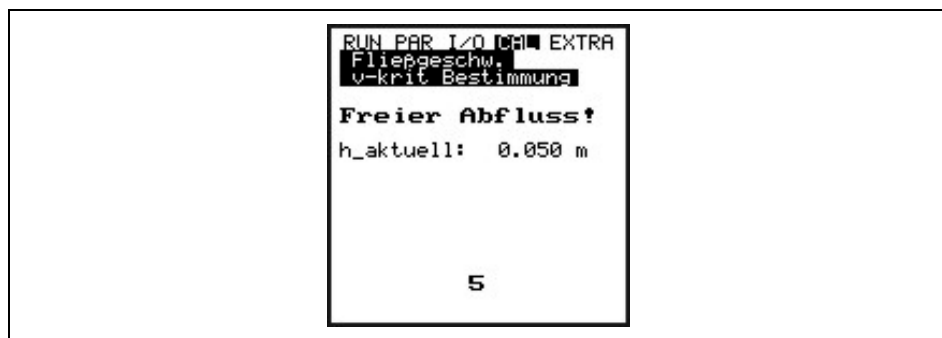 RUN PAR I/O CAL EXTRA
Fließgeschw.
v-krit Bestimmung
Freier Abfluss!
h_aktuell: 0.050 m
5